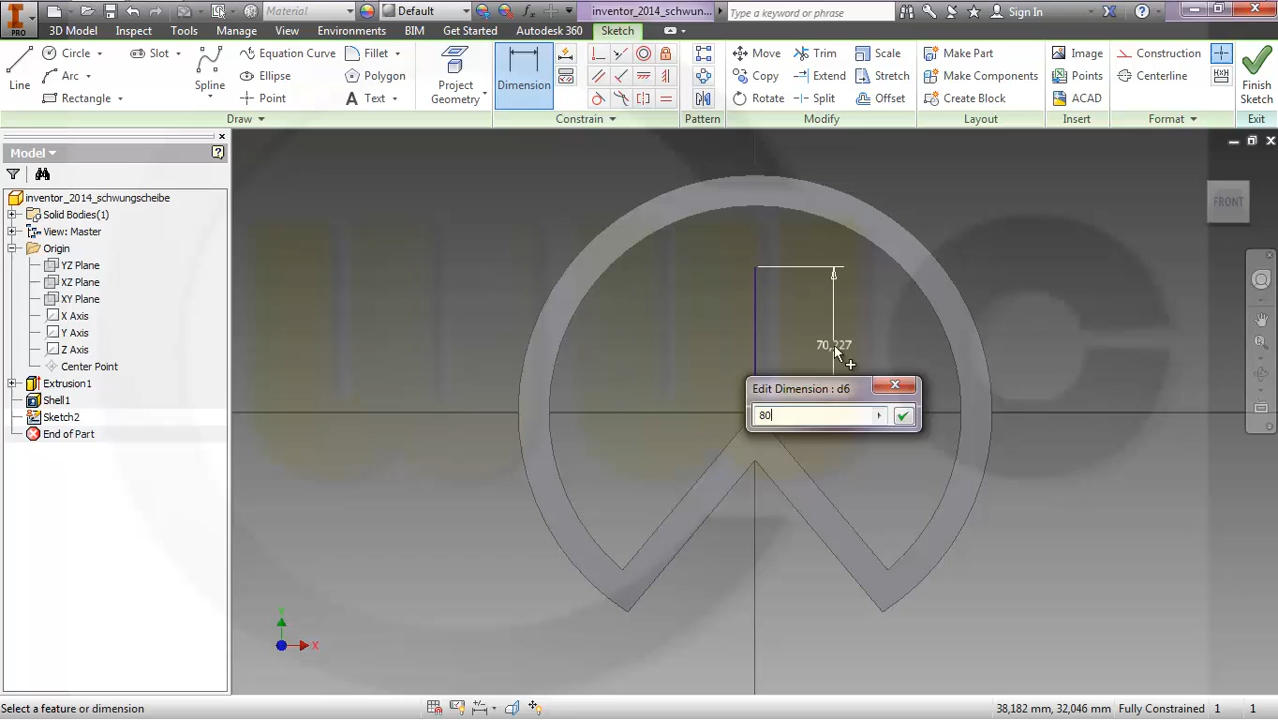 PRO
Material
Default
inventor_2014_schwun...
Type a keyword or phrase
Sign In
3D Model
Inspect
Tools
Manage
View
Environments
BIM
Get Started
Autodesk 360
Sketch
Line
Circle
Arc
Rectangle
Slot
Spline
Equation Curve
Ellipse
Point
Fillet
Polygon
Text
Project Geometry
Dimension
Move
Copy
Rotate
Trim
Extend
Split
Scale
Stretch
Offset
Make Part
Make Components
Create Block
Image
Points
ACAD
Construction
Centerline
Finish Sketch
Draw
Constrain
Pattern
Modify
Layout
Insert
Format
Exit
Model
inventor_2014_schwungscheibe
Solid Bodies(1)
View: Master
Origin
YZ Plane
XZ Plane
XY Plane
X Axis
Y Axis
Z Axis
Center Point
Extrusion1
Shell1
Sketch2
End of Part
FRONT
70,227
Edit Dimension : d6
80
Y
X
Select a feature or dimension
38,182 mm, 32,046 mm
Fully Constrained
1
1